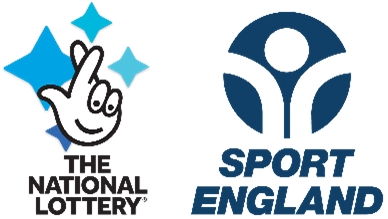 THE
NATIONAL
LOTTERY®
SPORT
ENGLAND